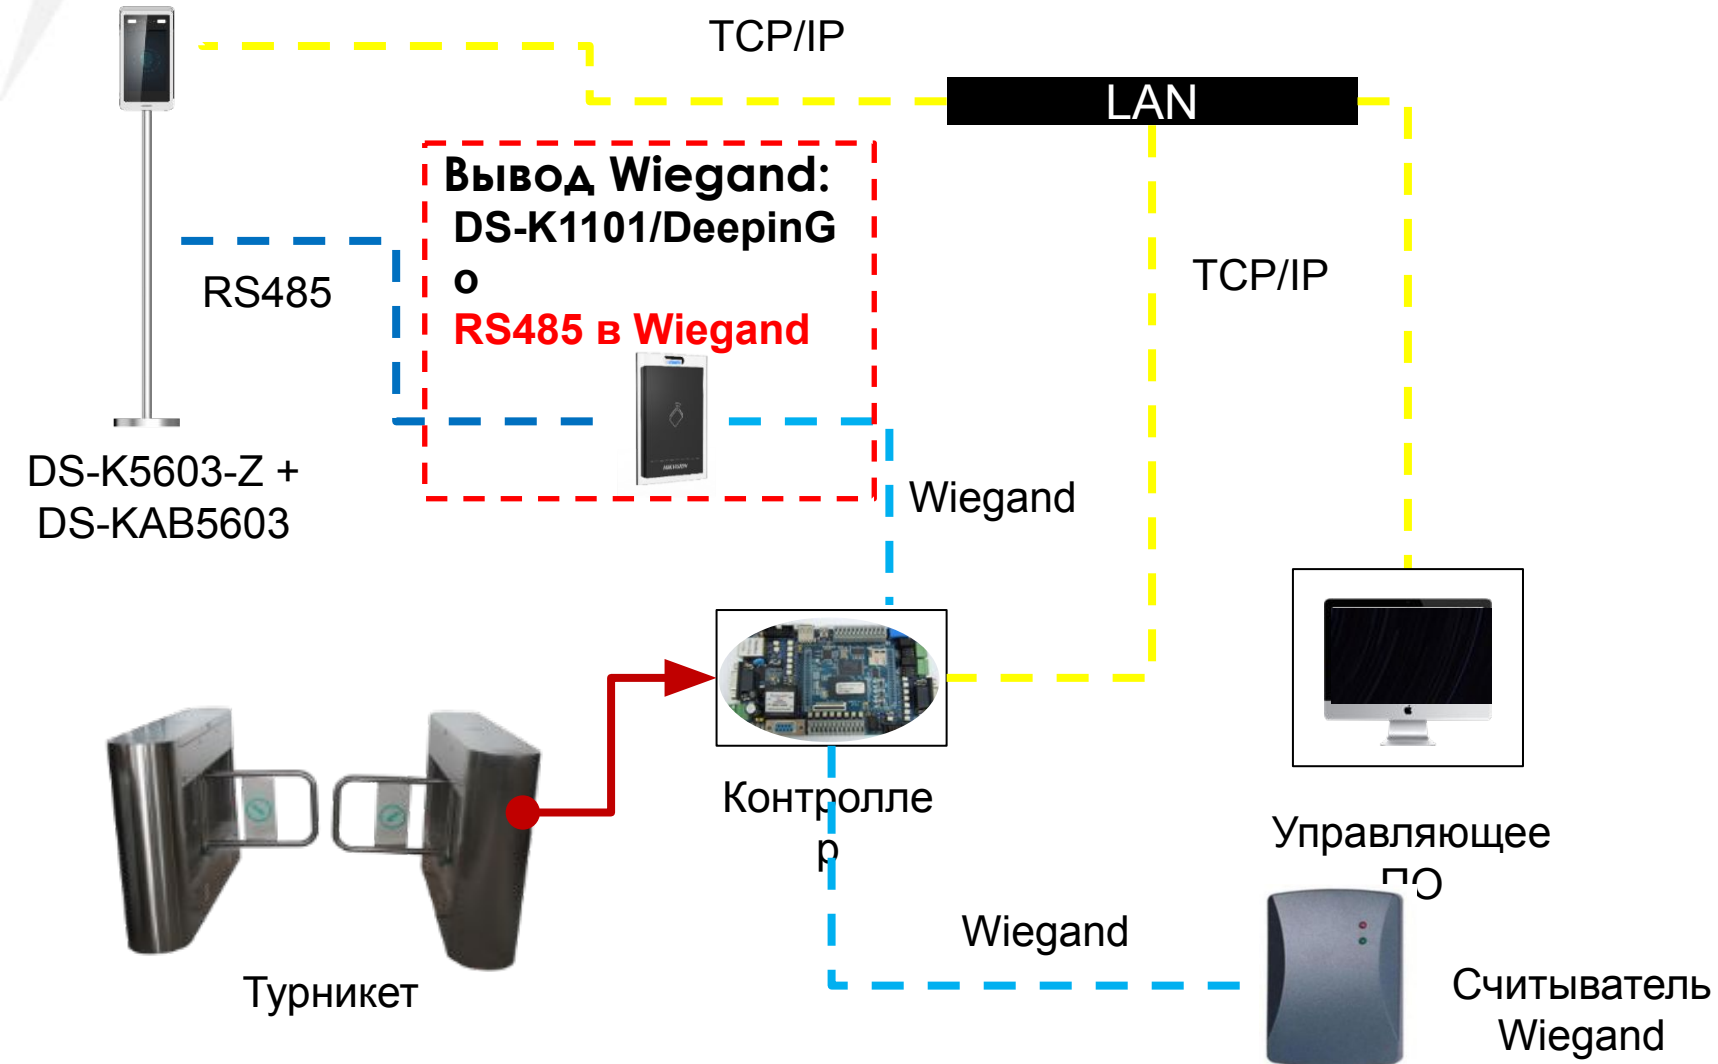 TCP/IP
LAN
Вывод Wiegand:
DS-K1101/DeepinG
o
RS485 в Wiegand
RS485
TCP/IP
HIKVISION
DS-K5603-Z +
DS-KAB5603
Wiegand
Контролле
р
Управляющее
ПО
Wiegand
Турникет
Считыватель
Wiegand